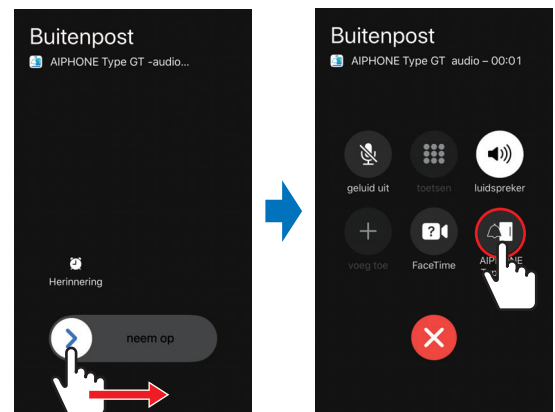 Buitenpost
AIPHONE Type GT -audio...
Herinnering
neem op
Buitenpost
AIPHONE Type GT audio – 00:01
geluid uit
toetsen
luidspreker
voeg toe
FaceTime
?